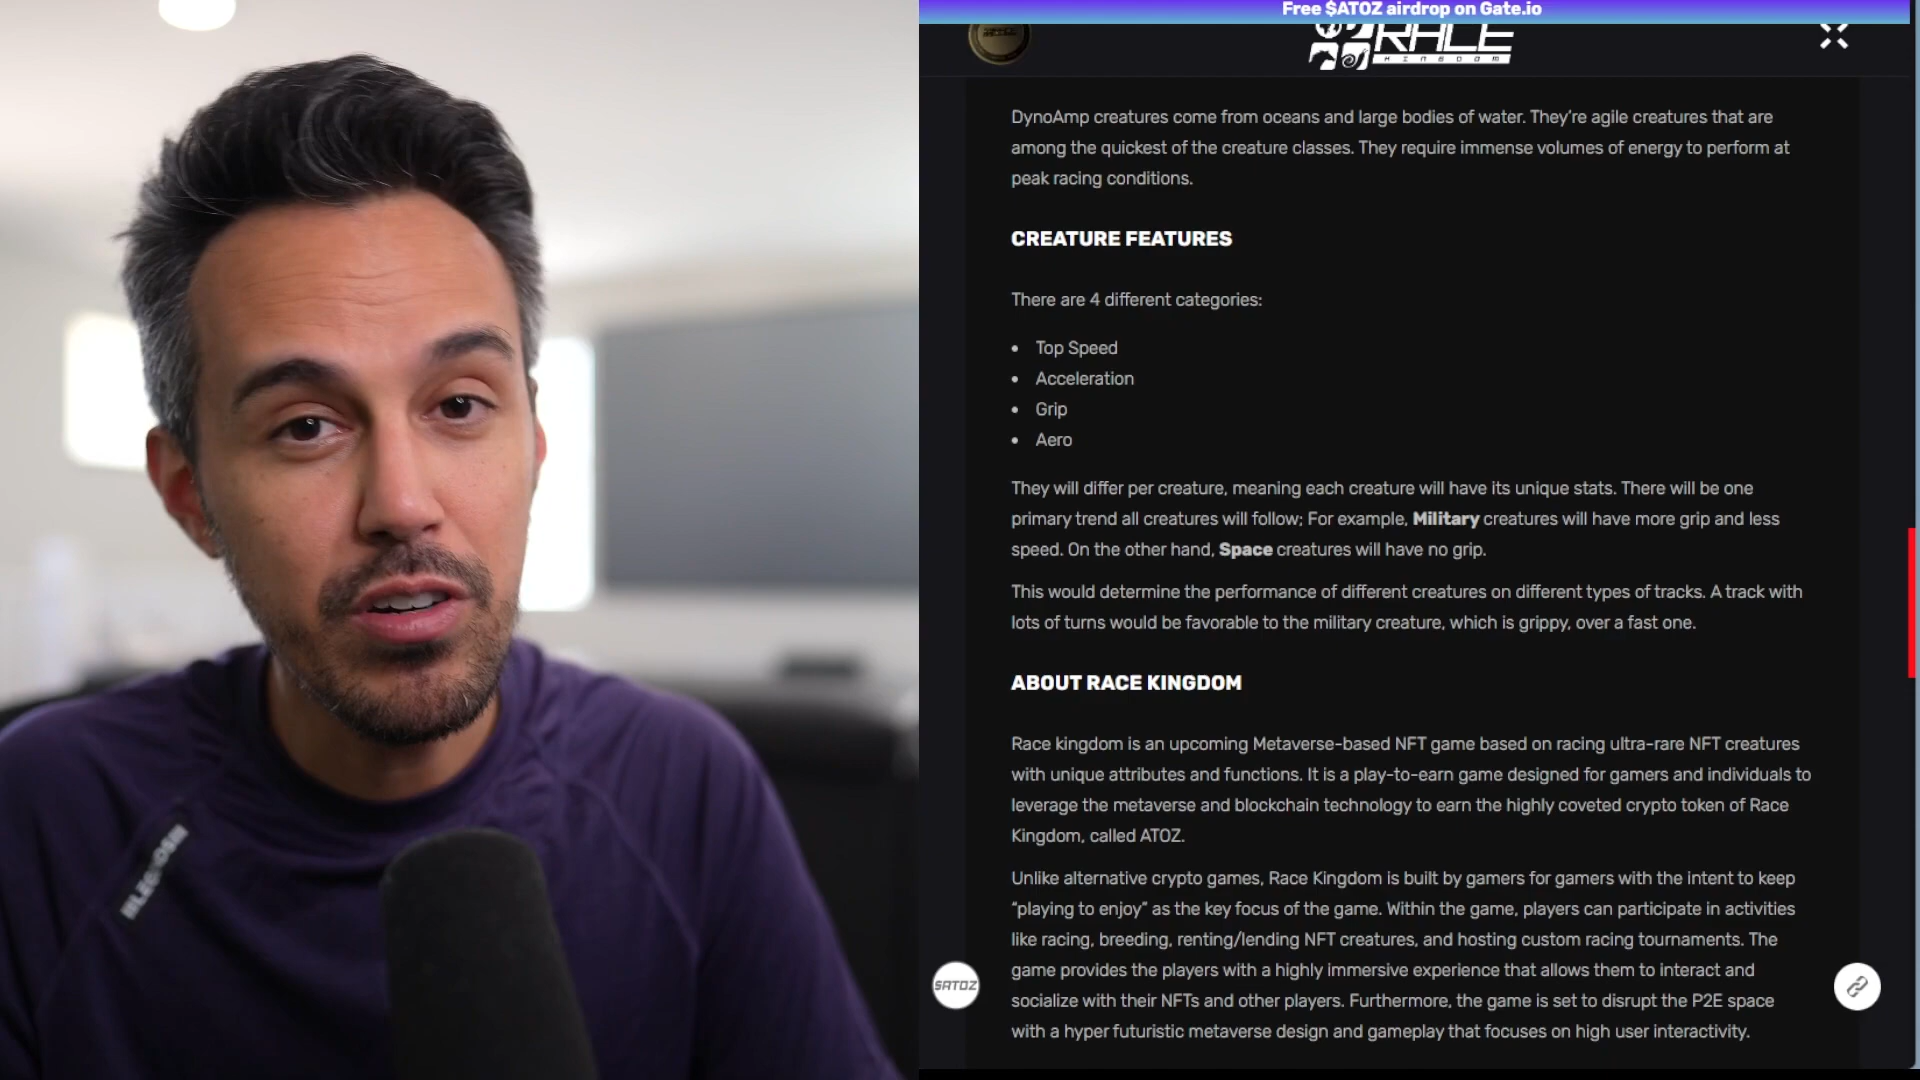 Free $ATOZ airdrop on Gate.io
RACE
KINGDOM
DynoAmp creatures come from oceans and large bodies of water. They're agile creatures that are
among the quickest of the creature classes. They require immense volumes of energy to perform at
peak racing conditions.
CREATURE FEATURES
There are 4 different categories:
• Top Speed
• Acceleration
• Grip
• Aero
They will differ per creature, meaning each creature will have its unique stats. There will be one
primary trend all creatures will follow; For example, Military creatures will have more grip and less
speed. On the other hand, Space creatures will have no grip.
This would determine the performance of different creatures on different types of tracks. A track with
lots of turns would be favorable to the military creature, which is grippy, over a fast one.
ABOUT RACE KINGDOM
Race kingdom is an upcoming Metaverse-based NFT game based on racing ultra-rare NFT creatures
with unique attributes and functions. It is a play-to-earn game designed for gamers and individuals to
leverage the metaverse and blockchain technology to earn the highly coveted crypto token of Race
Kingdom, called ATOZ.
Unlike alternative crypto games, Race Kingdom is built by gamers for gamers with the intent to keep
“playing to enjoy” as the key focus of the game. Within the game, players can participate in activities
like racing, breeding, renting/lending NFT creatures, and hosting custom racing tournaments. The
game provides the players with a highly immersive experience that allows them to interact and
socialize with their NFTs and other players. Furthermore, the game is set to disrupt the P2E space
with a hyper futuristic metaverse design and gameplay that focuses on high user interactivity.
$ATOZ